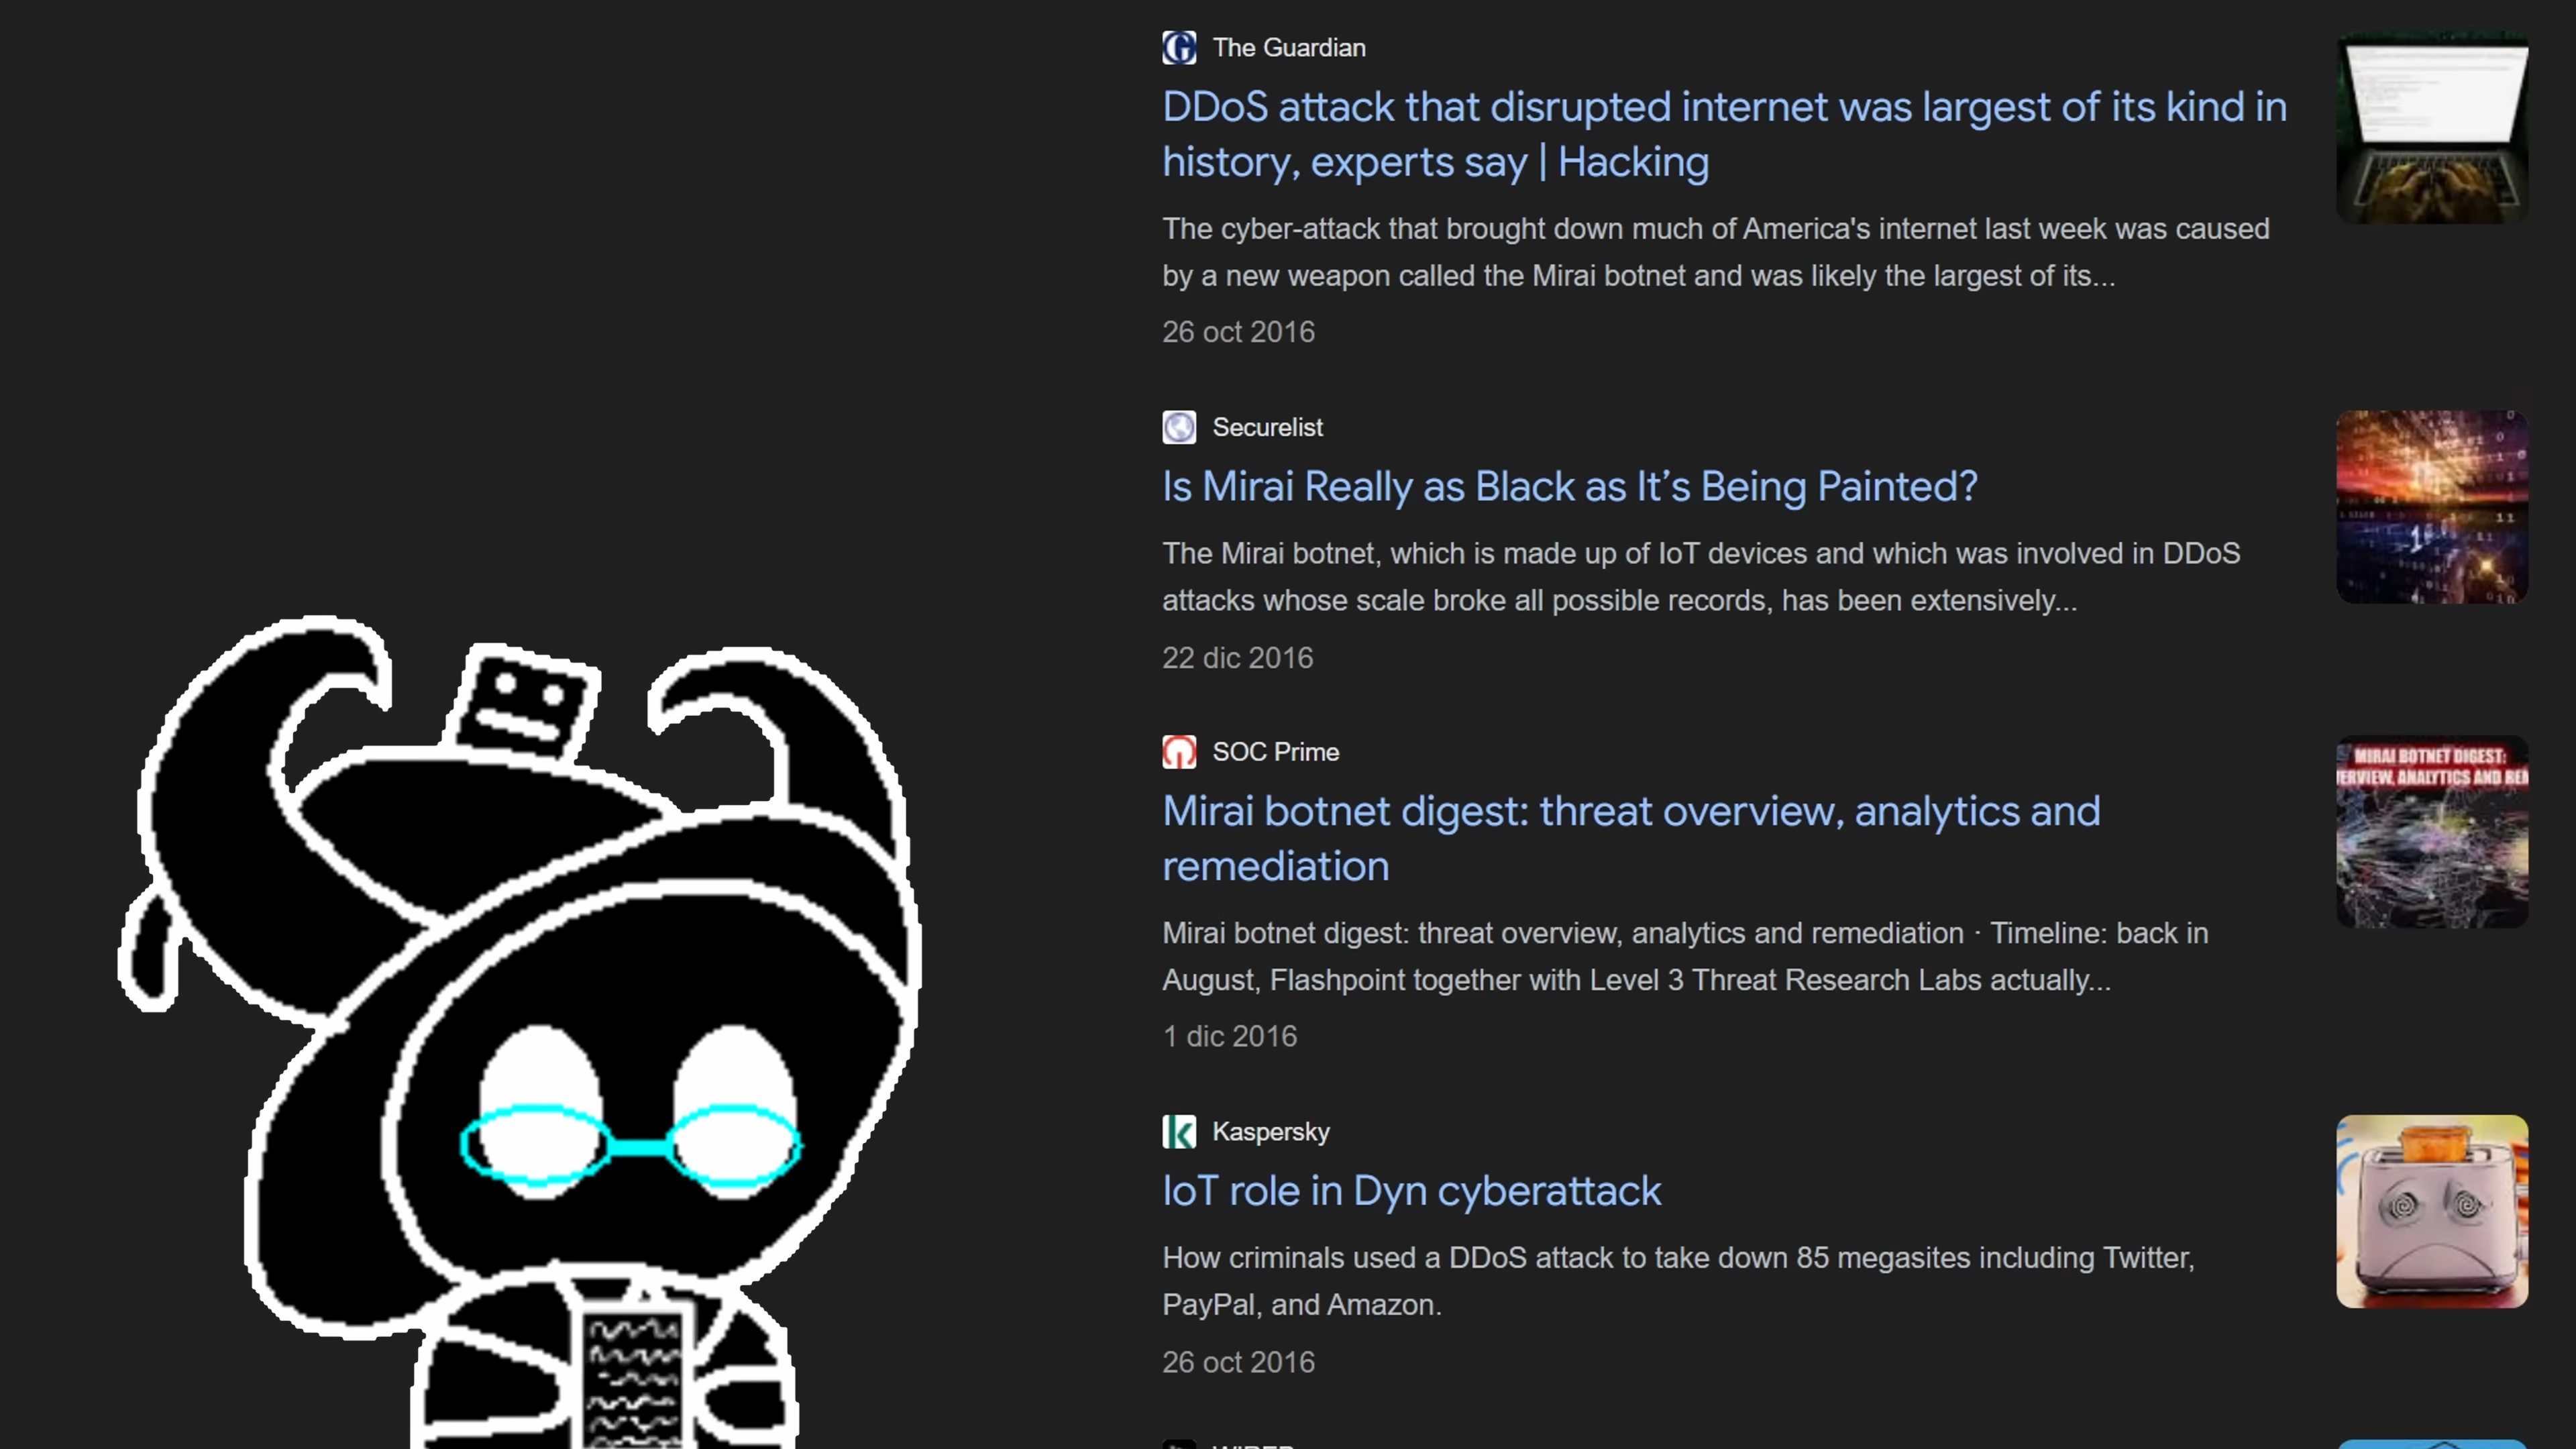 The Guardian
DDoS attack that disrupted internet was largest of its kind in
history, experts say | Hacking
The cyber-attack that brought down much of America's internet last week was caused
by a new weapon called the Mirai botnet and was likely the largest of its...
26 oct 2016
Securelist
Is Mirai Really as Black as It’s Being Painted?
The Mirai botnet, which is made up of IoT devices and which was involved in DDoS
attacks whose scale broke all possible records, has been extensively...
22 dic 2016
SOC Prime
MIRAI BOTNET DIGEST:
ERVIEW, ANALYTICS AND REM
Mirai botnet digest: threat overview, analytics and
remediation
Mirai botnet digest: threat overview, analytics and remediation · Timeline: back in
August, Flashpoint together with Level 3 Threat Research Labs actually...
1 dic 2016
Kaspersky
IoT role in Dyn cyberattack
How criminals used a DDoS attack to take down 85 megasites including Twitter,
PayPal, and Amazon.
26 oct 2016